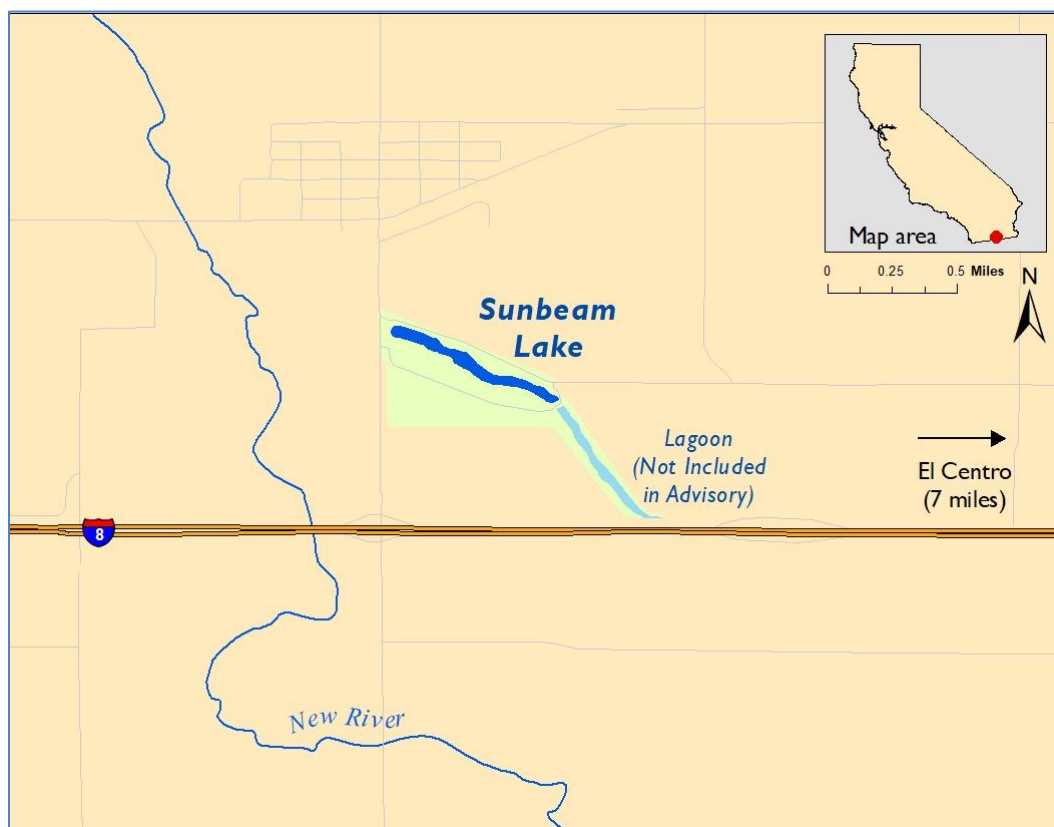 Map area
0 0.25 0.5 Miles
N
Sunbeam
Lake
Lagoon
(Not Included
in Advisory)
El Centro
(7 miles)
8
New River